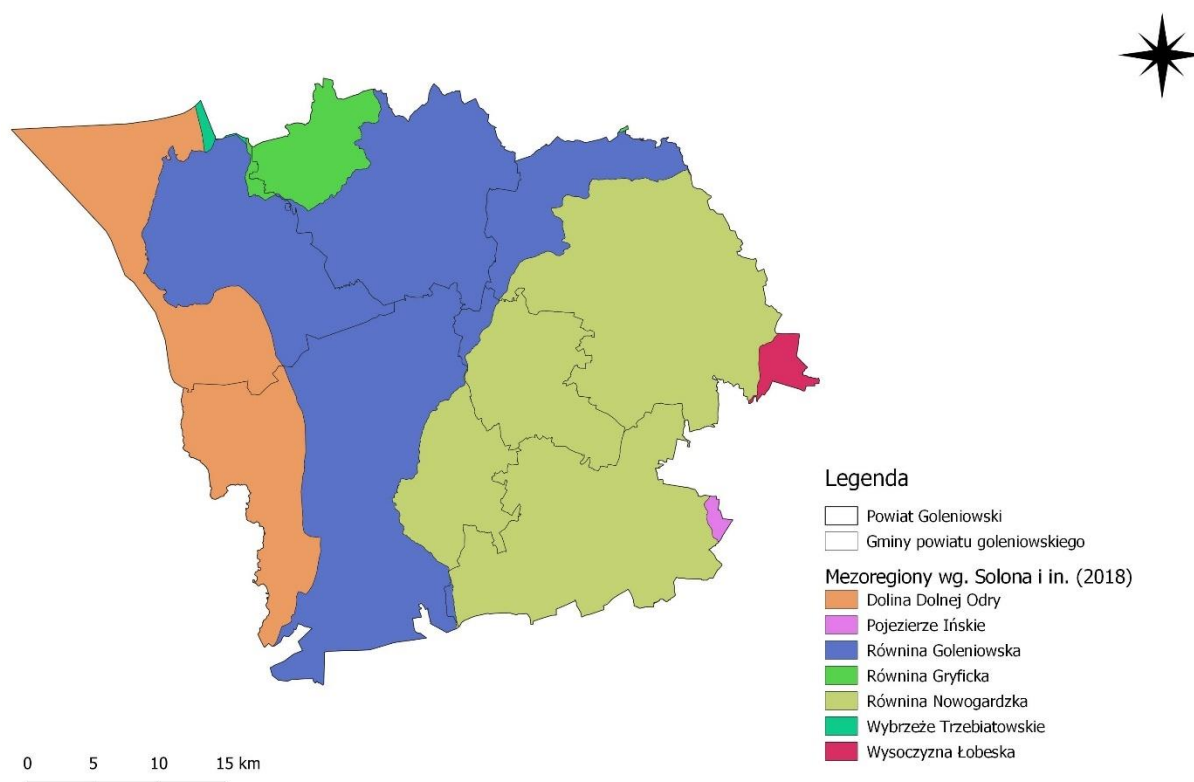 Legenda
Powiat Goleniowski
Gminy powiatu goleniowskiego
Mezoregiony wg. Solona i in. (2018)
Dolina Dolnej Odry
Pojezierze Ińskie
Równina Goleniowska
Równina Gryficka
Równina Nowogardzka
Wybrzeże Trzebiatowskie
Wysoczyzna Łobeska
0 5 10 15 km